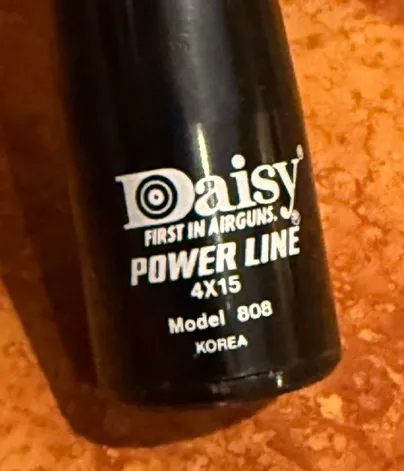 Daisy®
FIRST IN AIRGUNS.
POWER LINE®
4X15
Model 808
KOREA